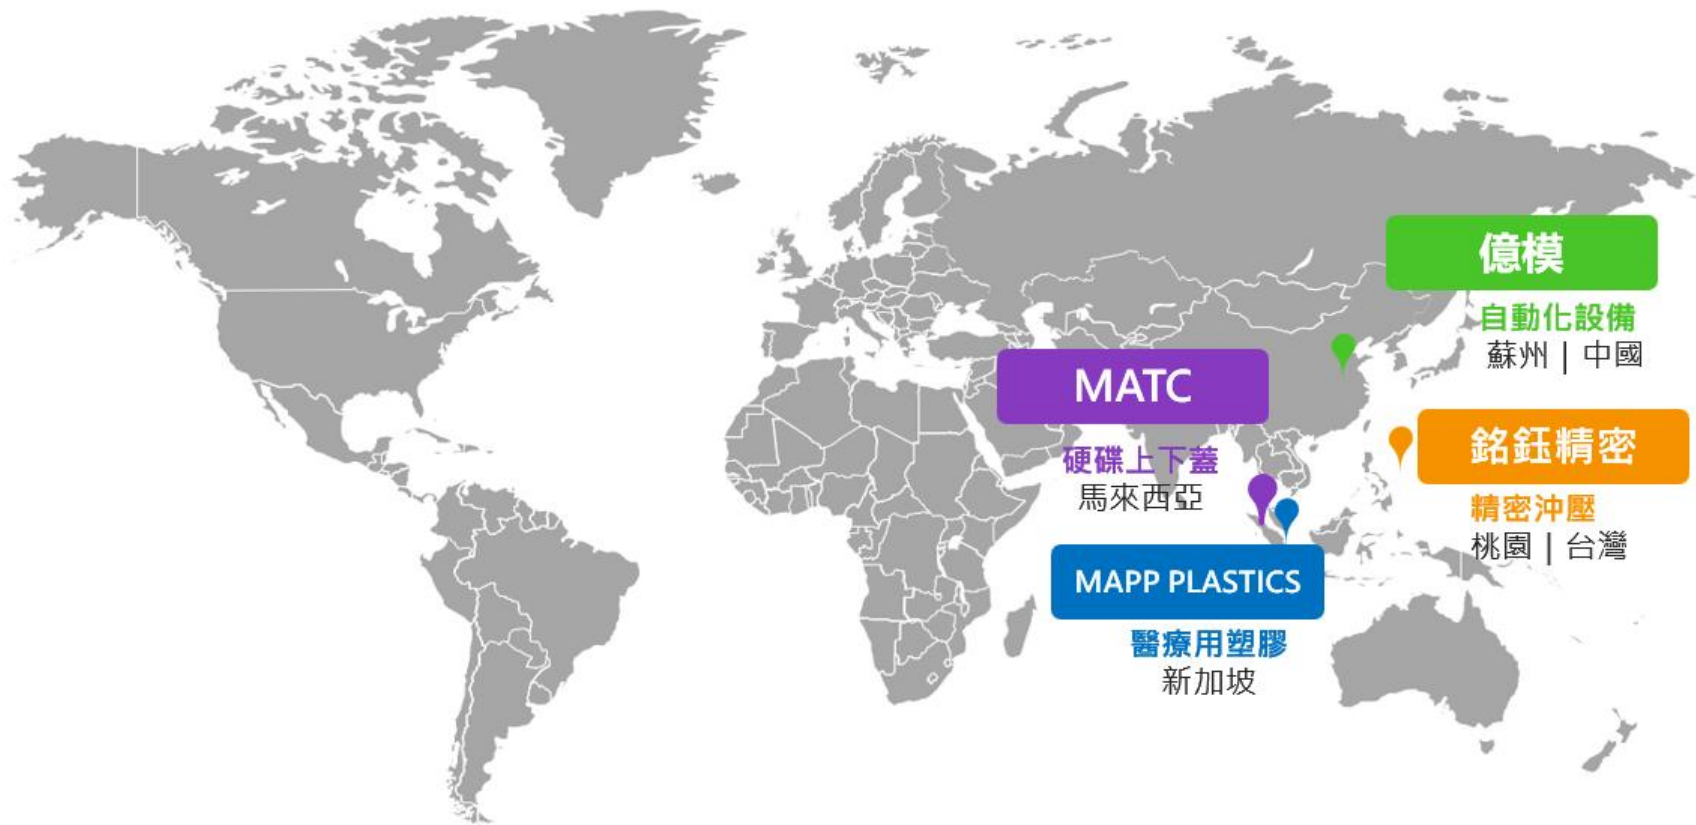 億模
自動化設備
蘇州 | 中國
MATC
硬碟上下蓋
馬來西亞
銘鈺精密
精密沖壓
桃園 | 台灣
MAPP PLASTICS
醫療用塑膠
新加坡